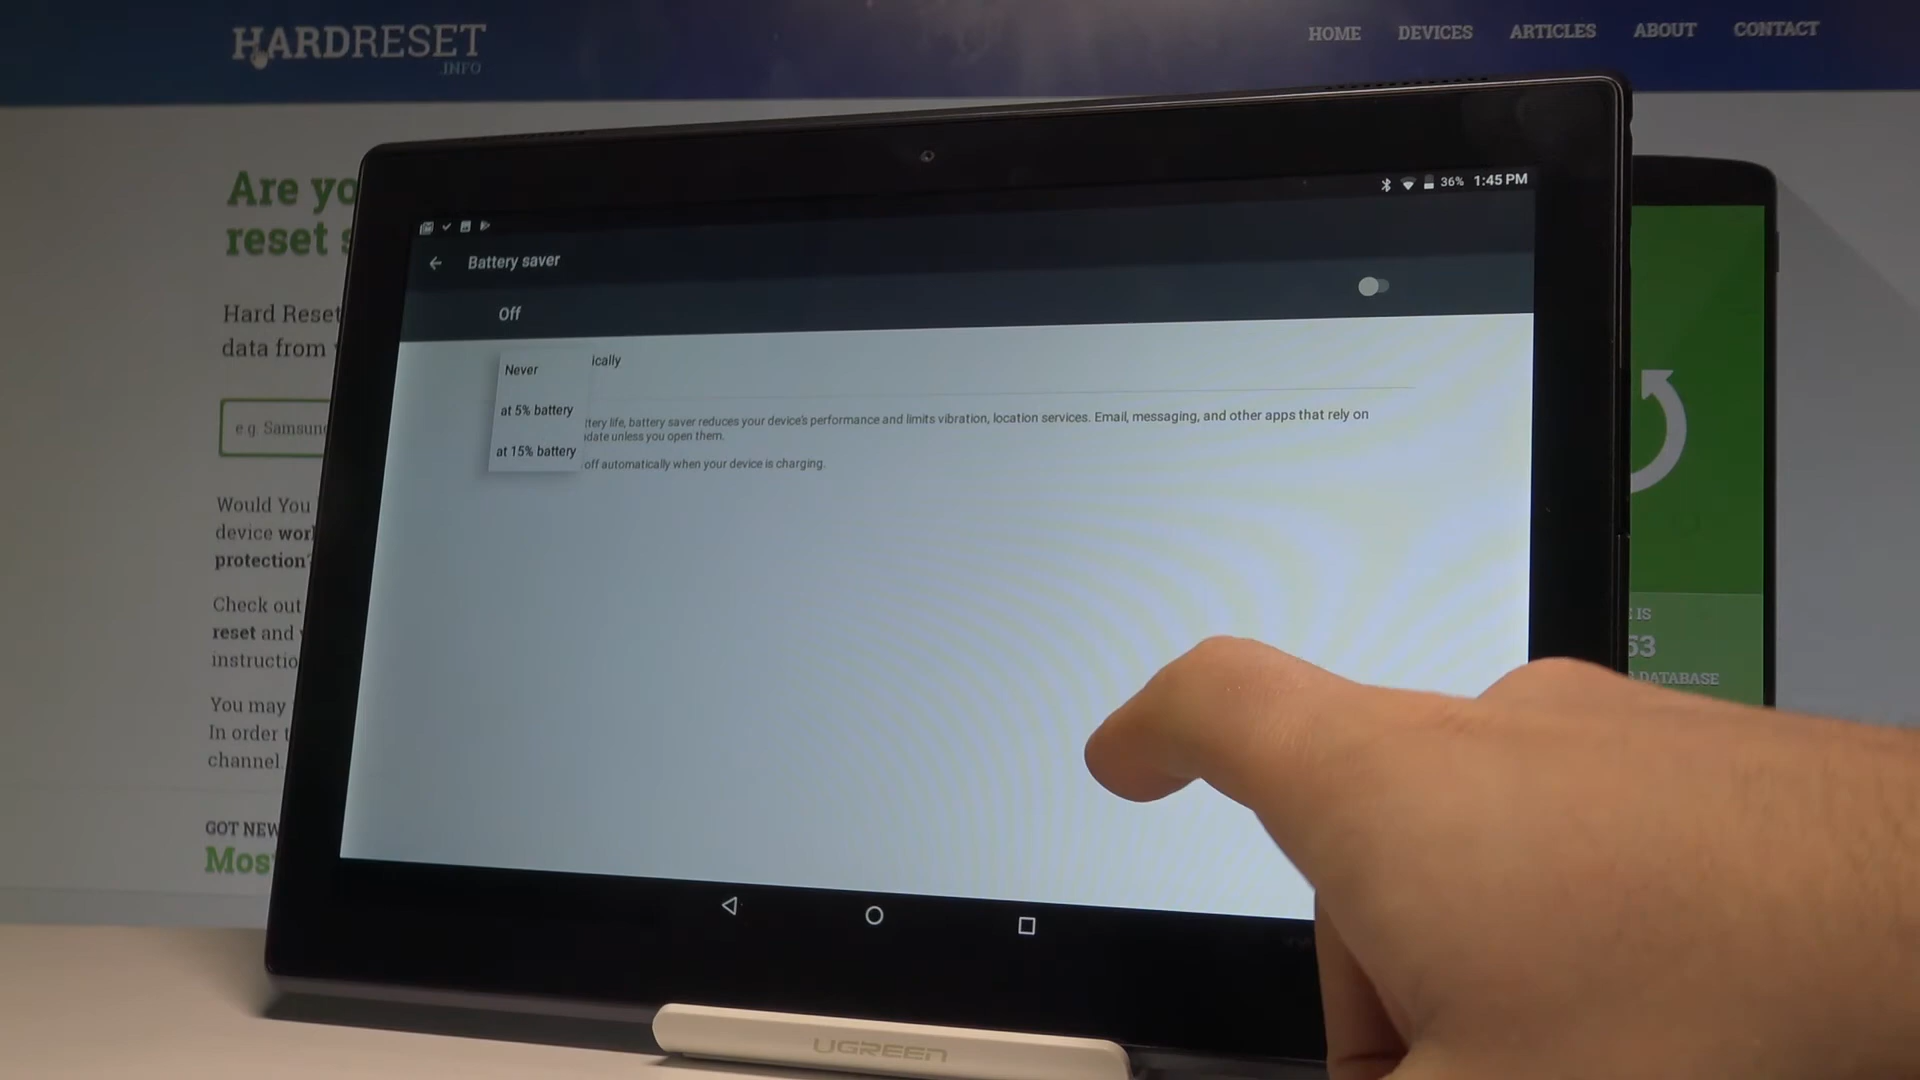 HARDRESET
.INFO
HOME DEVICES ARTICLES ABOUT CONTACT
Are yo
reset s
Hard Reset
data from
e.g. Samsun
Would You
device wor
protection
Check out
reset and
instructio
You may
In order t
channel
GOT NEW
Mos
36% 1:45 PM
Battery saver
Off
Never
ically
at 5% battery
at 15% battery
ttery life, battery saver reduces your device's performance and limits vibration, location services. Email, messaging, and other apps that rely on
date unless you open them.
off automatically when your device is charging.
IS
53
DATABASE
UGREEN